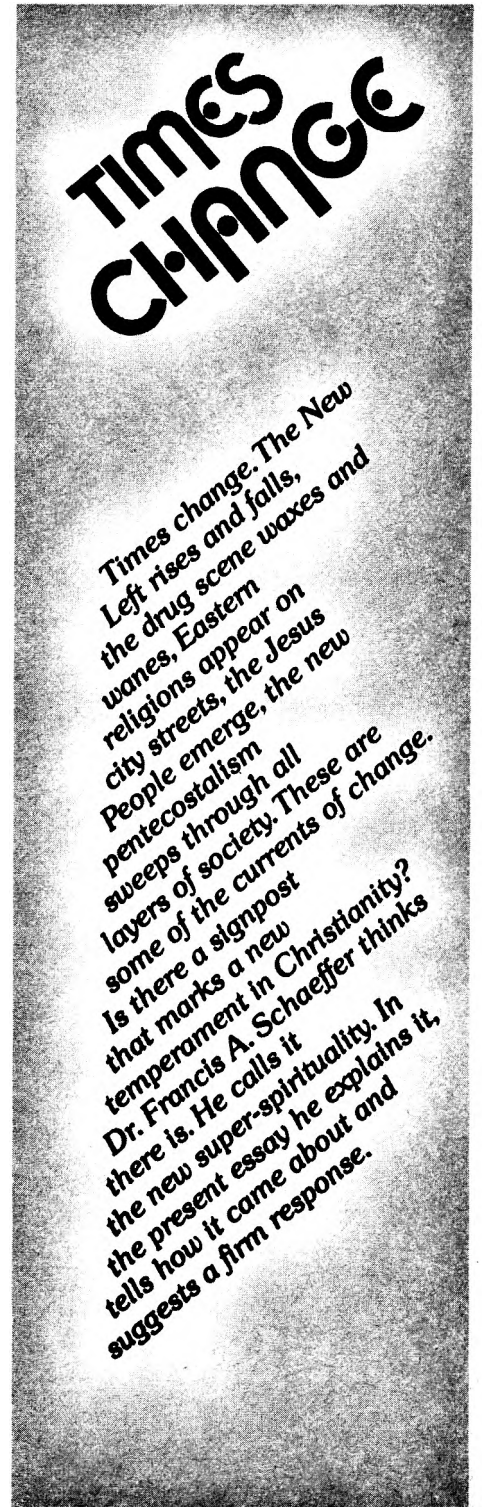 TIMES
CHANGE
Times change. The New
Left rises and falls,
the drug scene waxes and
wanes, Eastern
religions appear on
city streets, the Jesus
People emerge, the new
pentecostalism
sweeps through all
layers of society. These are
some of the currents of change.
Is there a signpost
that marks a new
temperament in Christianity?
Dr. Francis A. Schaeffer thinks
there is. He calls it
the new super-spirituality. In
the present essay he explains it,
tells how it came about and
suggests a firm response.